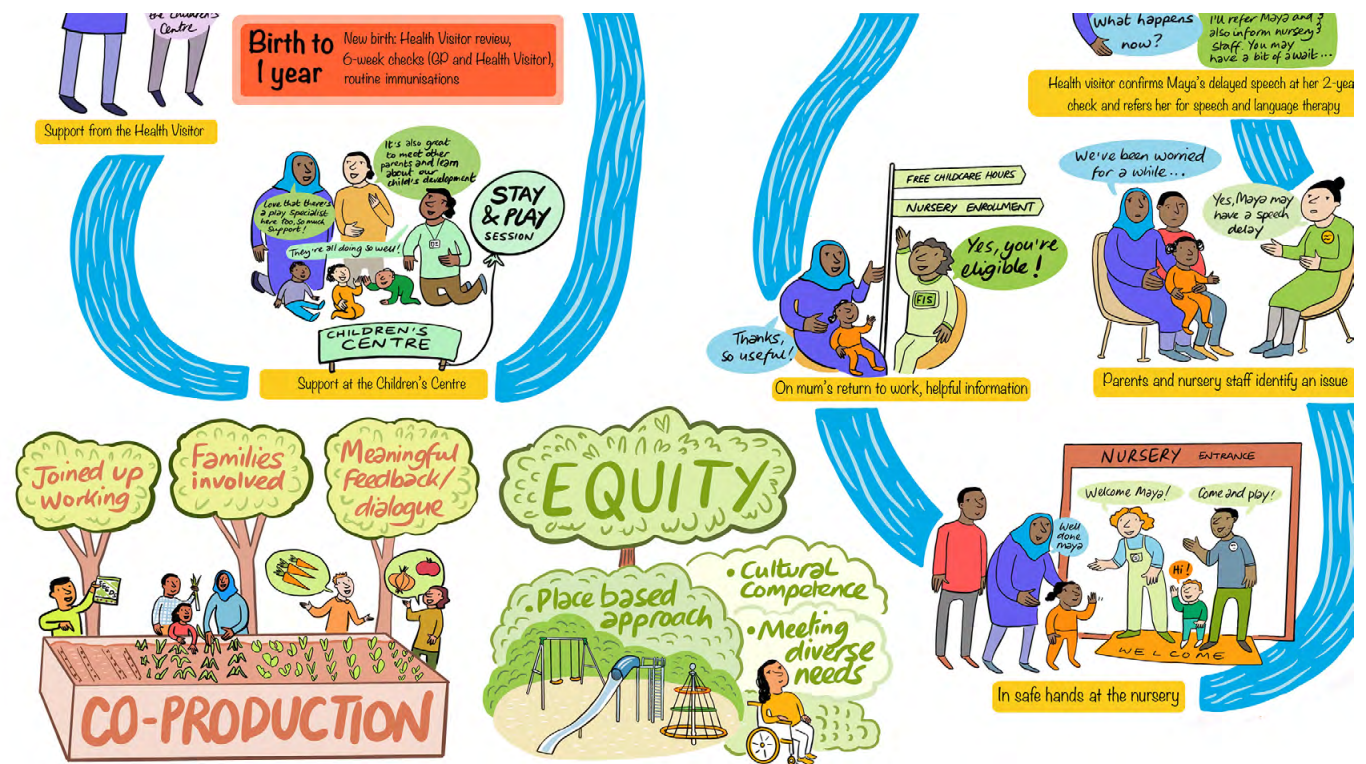 the Children's
Centre
Support from the Health Visitor
Birth to
1 year
New birth: Health Visitor review,
6-week checks (GP and Health Visitor),
routine immunisations
It's also great
to meet other
parents and learn
about our
child's development
Love that there's
a play specialist
here too, so much
support!
They're all doing so well!
STAY
& PLAY
SESSION
CHILDREN'S
CENTRE
Support at the Children's Centre
FREE CHILDCARE HOURS
NURSERY ENROLLMENT
Yes, you're
eligible!
FIS
Thanks,
so useful!
On mum's return to work, helpful information
What happens
now?
I'll refer Maya and
also inform nursery
staff. You may
have a bit of a wait...
Health visitor confirms Maya's delayed speech at her 2-yea
check and refers her for speech and language therapy
We've been worried
for a while...
Yes, Maya may
have a speech
delay
Parents and nursery staff identify an issue
NURSERY ENTRANCE
Welcome Maya!
Come and play!
Well
done
maya
Hi!
WELCOME
In safe hands at the nursery
Joined up
working
Families
involved
Meaningful
feedback/
dialogue
CO-PRODUCTION
EQUITY
• Place based
approach
• Cultural
Competence
• Meeting
diverse
needs